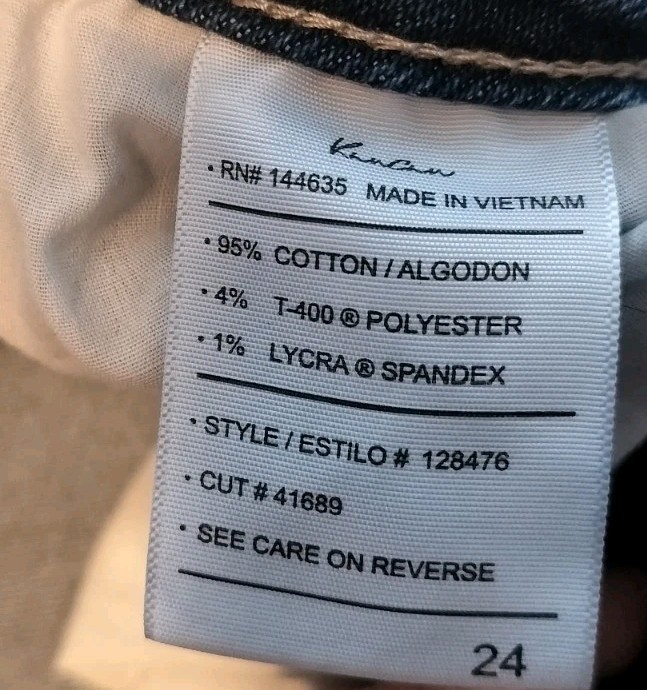 KanCan
• RN# 144635 MADE IN VIETNAM
• 95% COTTON / ALGODON
• 4% T-400 ® POLYESTER
• 1% LYCRA ® SPANDEX
• STYLE / ESTILO # 128476
• CUT # 41689
• SEE CARE ON REVERSE
24